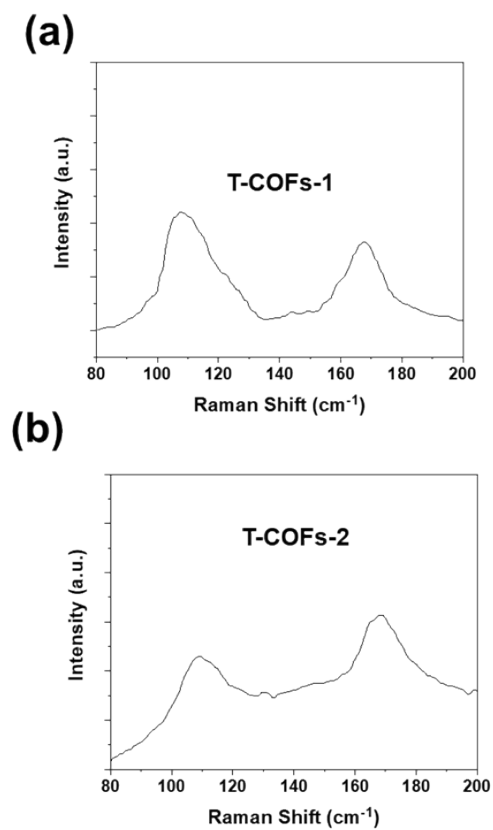 (a)
T-COFs-1
Intensity (a.u.)
80 100 120 140 160 180 200
Raman Shift (cm⁻¹)
(b)
T-COFs-2
Intensity (a.u.)
80 100 120 140 160 180 200
Raman Shift (cm⁻¹)